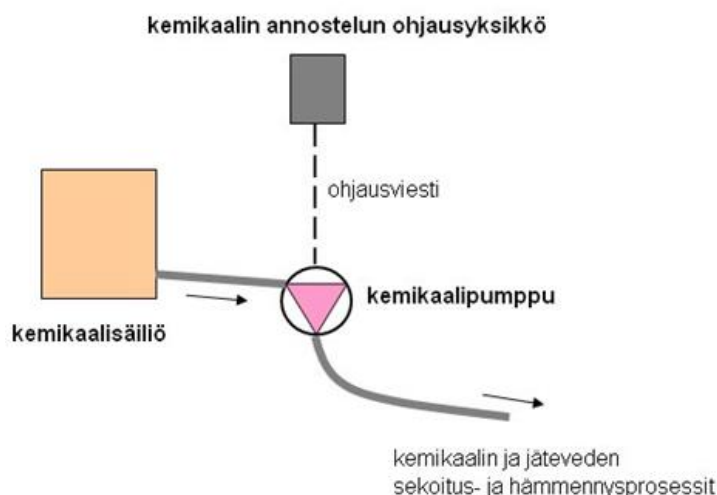 kemikaalin annostelun ohjausyksikkö
ohjausviesti
kemikaalipumppu
kemikaalisäiliö
kemikaalin ja jäteveden
sekoitus- ja hämmennysprosessit